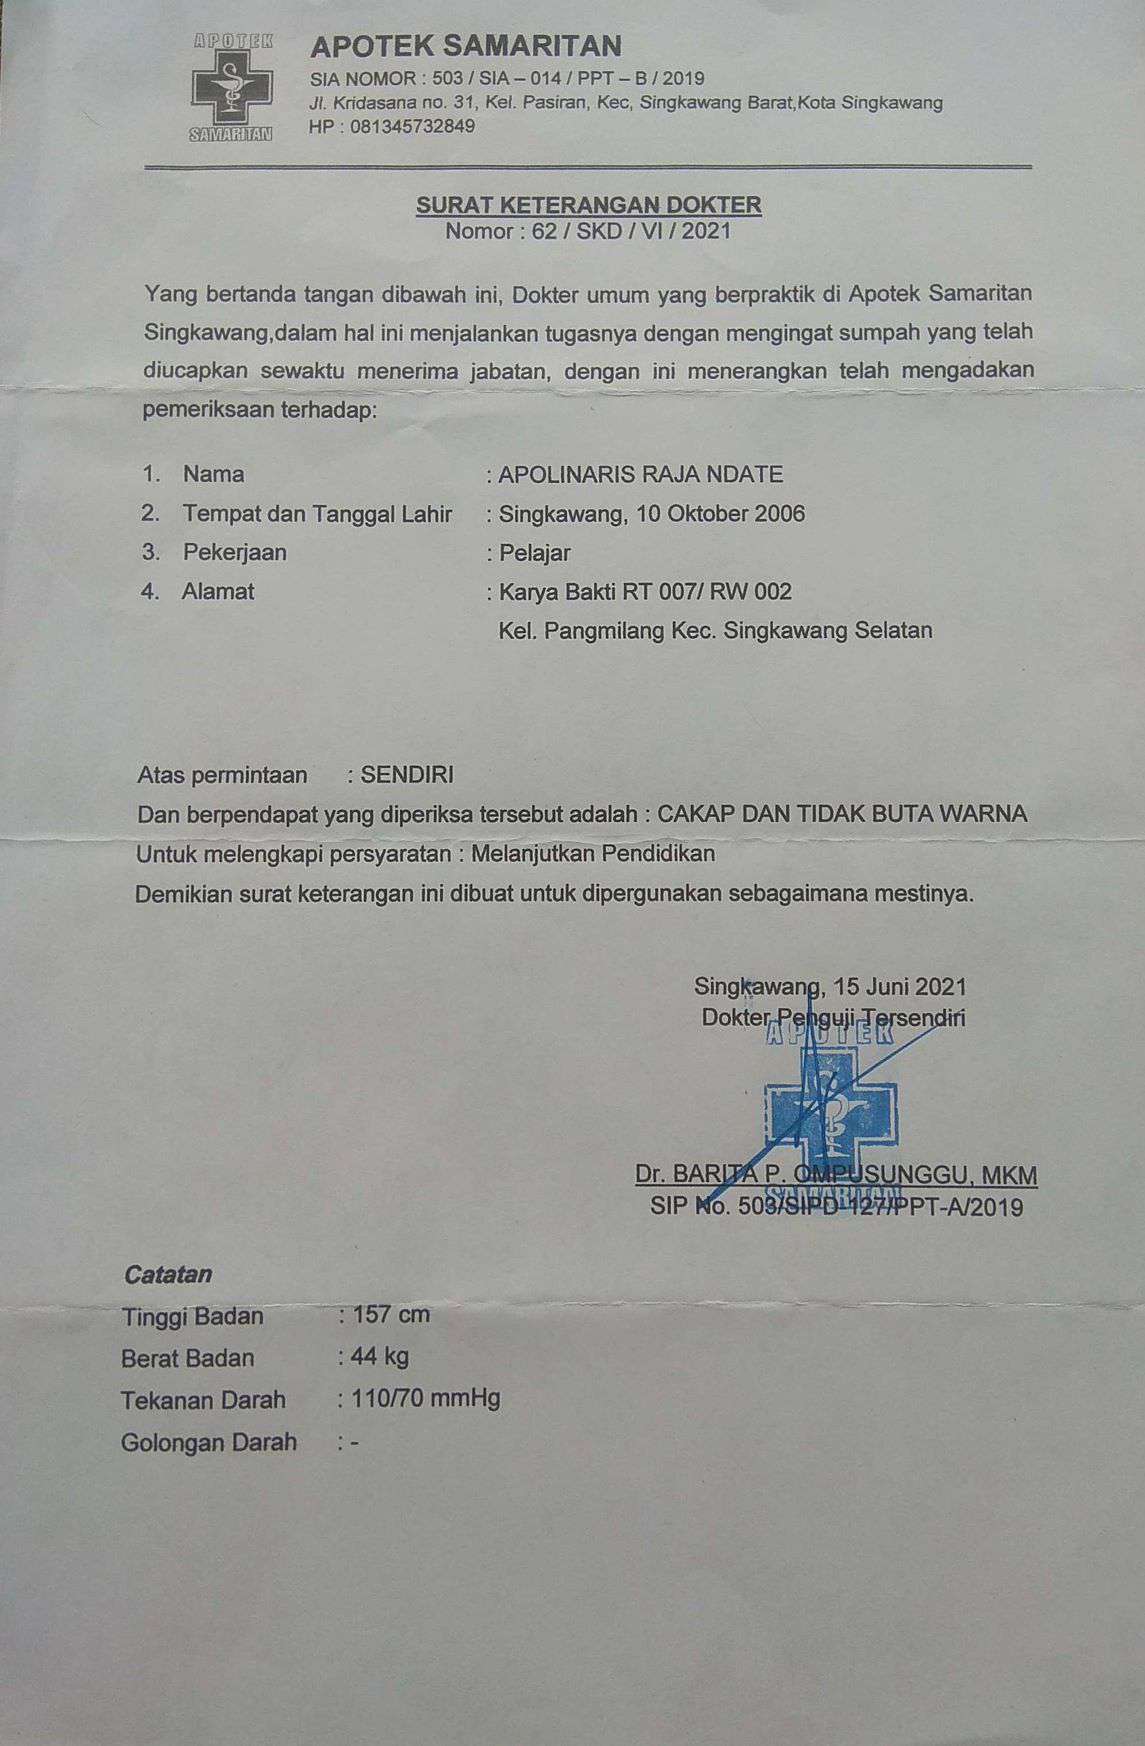 APOTEK
SAMARITAN
APOTEK SAMARITAN
SIA NOMOR : 503 / SIA – 014 / PPT – B / 2019
Jl. Kridasana no. 31, Kel. Pasiran, Kec, Singkawang Barat,Kota Singkawang
HP : 081345732849
SURAT KETERANGAN DOKTER
Nomor : 62 / SKD / VI / 2021
Yang bertanda tangan dibawah ini, Dokter umum yang berpraktik di Apotek Samaritan
Singkawang,dalam hal ini menjalankan tugasnya dengan mengingat sumpah yang telah
diucapkan sewaktu menerima jabatan, dengan ini menerangkan telah mengadakan
pemeriksaan terhadap:
1. Nama : APOLINARIS RAJA NDATE
2. Tempat dan Tanggal Lahir : Singkawang, 10 Oktober 2006
3. Pekerjaan : Pelajar
4. Alamat : Karya Bakti RT 007/ RW 002
Kel. Pangmilang Kec. Singkawang Selatan
Atas permintaan : SENDIRI
Dan berpendapat yang diperiksa tersebut adalah : CAKAP DAN TIDAK BUTA WARNA
Untuk melengkapi persyaratan : Melanjutkan Pendidikan
Demikian surat keterangan ini dibuat untuk dipergunakan sebagaimana mestinya.
Singkawang, 15 Juni 2021
Dokter Penguji Tersendiri
APOTEK
Dr. BARITA P. OMPUSUNGGU, MKM
SAMARITAN
SIP No. 503/SIPD-127/PPT-A/2019
Catatan
Tinggi Badan : 157 cm
Berat Badan : 44 kg
Tekanan Darah : 110/70 mmHg
Golongan Darah : -